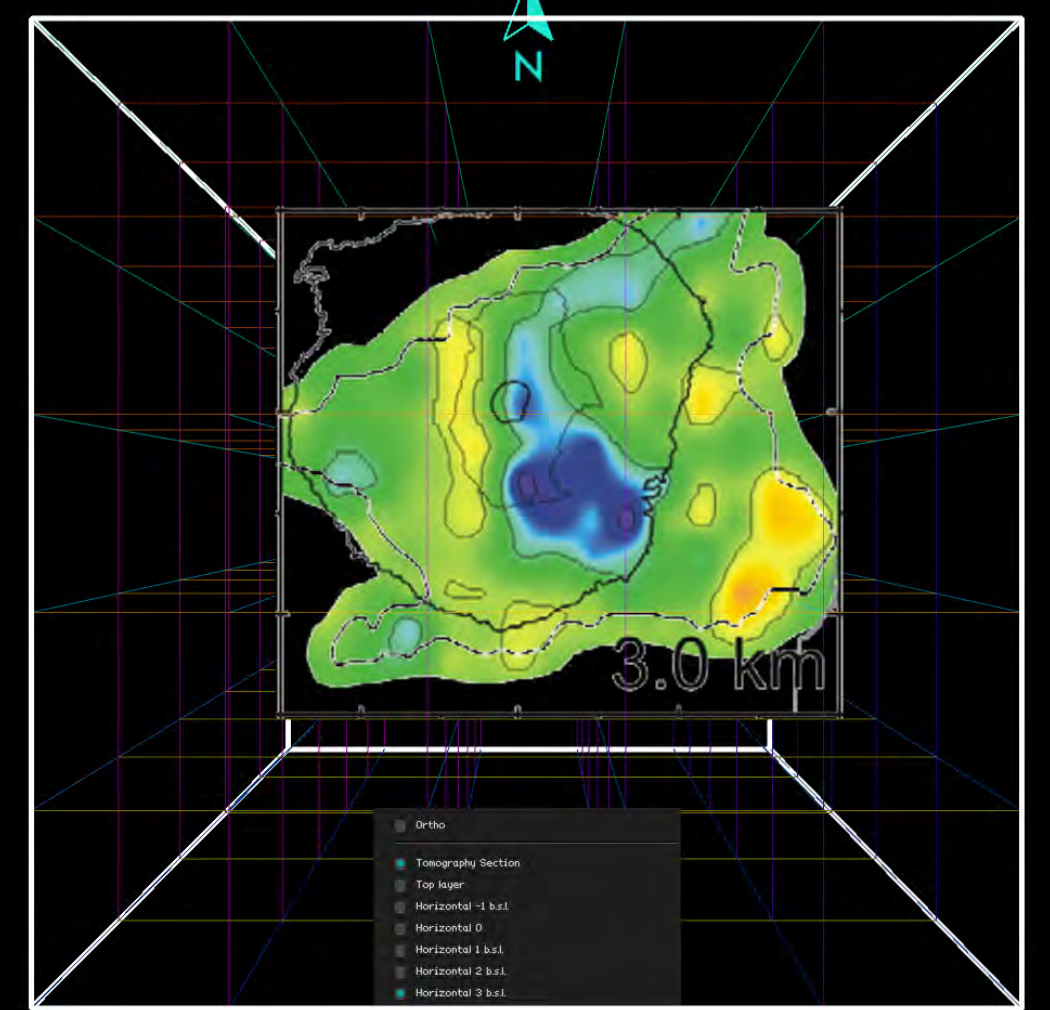 N
3.0 km
Ortho
Tomography Section
Top layer
Horizontal -1 b.s.l.
Horizontal 0
Horizontal 1 b.s.l.
Horizontal 2 b.s.l.
Horizontal 3 b.s.l.